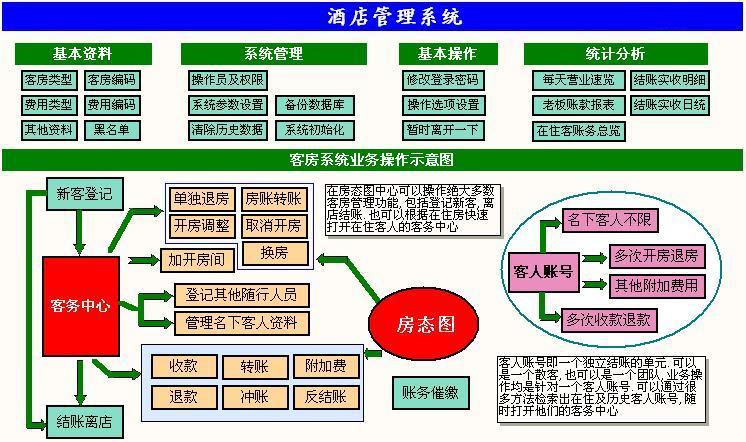 酒店管理系统
基本资料
系统管理
基本操作
统计分析
客房类型
客房编码
操作员及权限
修改登录密码
每天营业速览
结账实收明细
费用类型
费用编码
系统参数设置
备份数据库
操作选项设置
老板账款报表
结账实收日统
其他资料
黑名单
清除历史数据
系统初始化
暂时离开一下
在住客账务总览
客房系统业务操作示意图
新客登记
单独退房
房账转账
开房调整
取消开房
换房
加开房间
在房态图中心可以操作绝大多数
客房管理功能, 包括登记新客, 离
店结账. 也可以根据在住房快速
打开在住客人的客务中心
名下客人不限
多次开房退房
客人账号
其他附加费用
多次收款退款
客务中心
登记其他随行人员
管理名下客人资料
房态图
收款
转账
附加费
退款
冲账
反结账
账务催缴
客人账号即一个独立结账的单元. 可以
是一个散客, 也可以是一个团队, 业务操
作均是针对一个客人账号. 可以通过很
多方法检索出在住及历史客人账号, 随
时打开他们的客务中心
结账离店